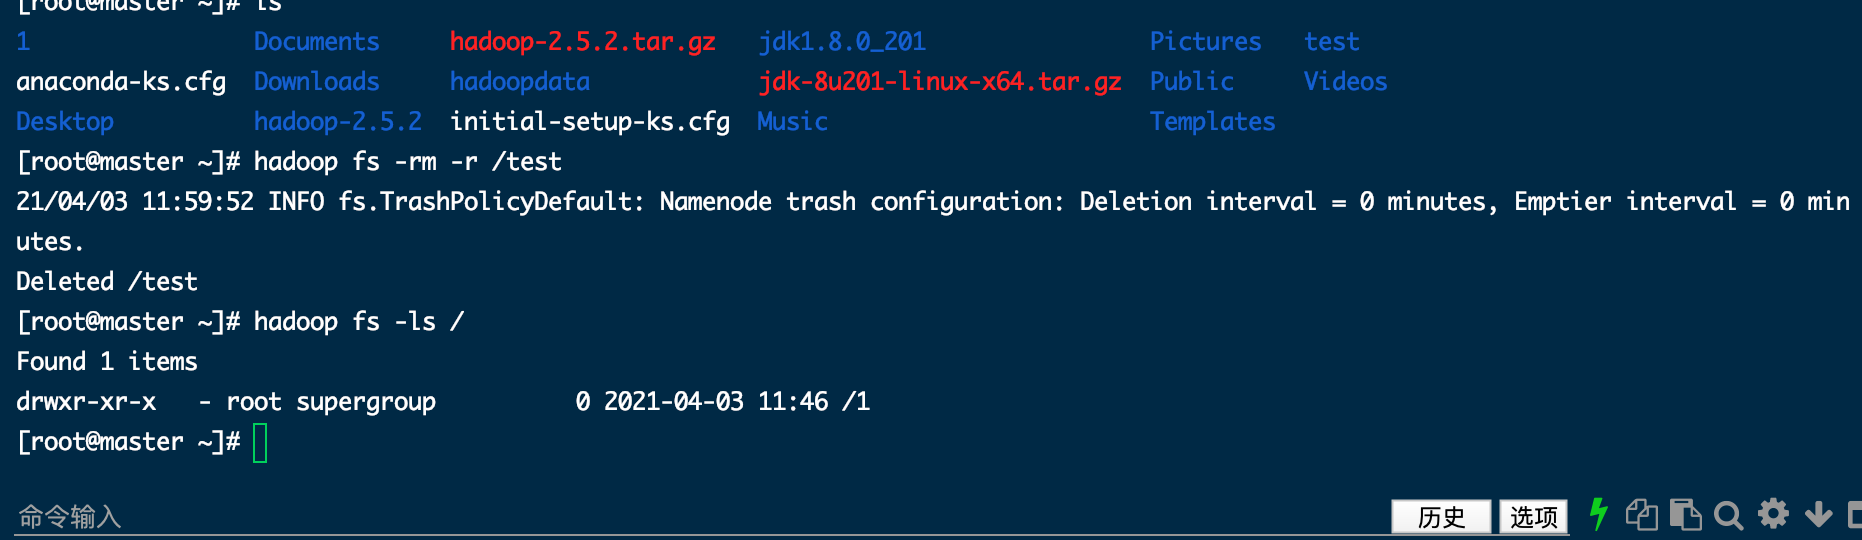 [root@master ~]# ls
1 Documents hadoop-2.5.2.tar.gz jdk1.8.0_201 Pictures test
anaconda-ks.cfg Downloads hadoopdata jdk-8u201-linux-x64.tar.gz Public Videos
Desktop hadoop-2.5.2 initial-setup-ks.cfg Music Templates
[root@master ~]# hadoop fs -rm -r /test
21/04/03 11:59:52 INFO fs.TrashPolicyDefault: Namenode trash configuration: Deletion interval = 0 minutes, Emptier interval = 0 min
utes.
Deleted /test
[root@master ~]# hadoop fs -ls /
Found 1 items
drwxr-xr-x - root supergroup 0 2021-04-03 11:46 /1
[root@master ~]#
命令输入 历史 选项